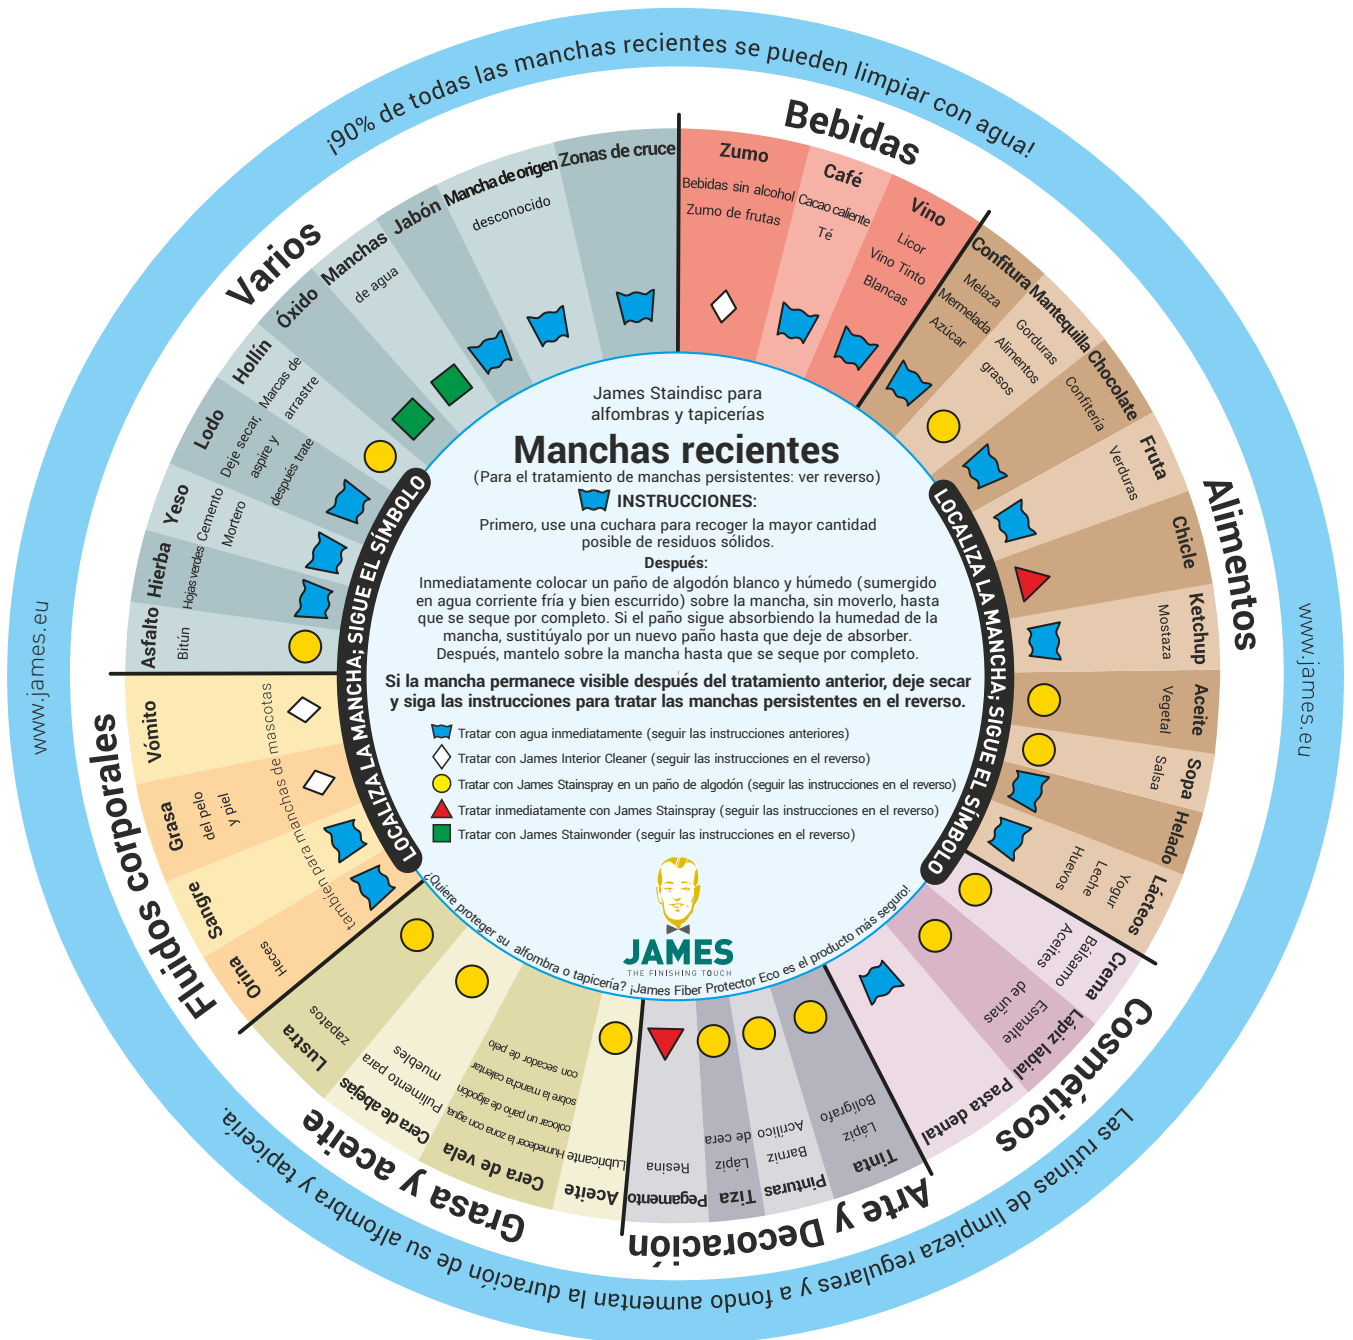 ¡90% de todas las manchas recientes se pueden limpiar con agua!
www.james.eu
Las rutinas de limpieza regulares y a fondo aumentan la duración de su alfombra y tapicería.
www.james.eu
Bebidas
Zumo
Bebidas sin alcohol
Zumo de frutas
Café
Cacao caliente
Té
Vino
Licor
Vino Tinto
Blancas
Alimentos
Confitura
Melaza
Mermelada
Azúcar
Mantequilla
Gorduras
Alimentos
grasos
Chocolate
Confitería
Fruta
Verduras
Chicle
Ketchup
Mostaza
Aceite
Vegetal
Sopa
Salsa
Helado
Lácteos
Yogur
Leche
Huevos
Cosméticos
Crema
Bálsamo
Aceites
Lápiz labial
Esmalte
de uñas
Pasta dental
Arte y Decoración
Tinta
Lápiz
Bolígrafo
Pinturas
Barniz
Acrílico
Tiza
Lápiz
de cera
Pegamento
Resina
Grasa y aceite
Aceite
Lubricante
Cera de vela
Humedecer la zona con agua,
colocar un paño de algodón
sobre la mancha calentar
con secador de pelo
Cera de abejas
Pulimento para
muebles
Lustra
zapatos
Fluidos corporales
Orina
Heces
Sangre
Grasa
del pelo
y piel
Vómito
también para manchas de mascotas
Varios
Asfalto
Bitún
Hierba
Hojas verdes
Yeso
Cemento
Mortero
Lodo
Deje secar,
aspire y
después trate
Hollín
Marcas de
arrastre
Óxido
Manchas
de agua
Jabón
Mancha de origen
desconocido
Zonas de cruce
LOCALIZA LA MANCHA; SIGUE EL SÍMBOLO
LOCALIZA LA MANCHA; SIGUE EL SÍMBOLO
James Staindisc para
alfombras y tapicerías
Manchas recientes
(Para el tratamiento de manchas persistentes: ver reverso)
INSTRUCCIONES:
Primero, use una cuchara para recoger la mayor cantidad
posible de residuos sólidos.
Después:
Inmediatamente colocar un paño de algodón blanco y húmedo (sumergido
en agua corriente fría y bien escurrido) sobre la mancha, sin moverlo, hasta
que se seque por completo. Si el paño sigue absorbiendo la humedad de la
mancha, sustitúyalo por un nuevo paño hasta que deje de absorber.
Después, mantelo sobre la mancha hasta que se seque por completo.
Si la mancha permanece visible después del tratamiento anterior, deje secar
y siga las instrucciones para tratar las manchas persistentes en el reverso.
Tratar con agua inmediatamente (seguir las instrucciones anteriores)
Tratar con James Interior Cleaner (seguir las instrucciones en el reverso)
Tratar con James Stainspray en un paño de algodón (seguir las instrucciones en el reverso)
Tratar inmediatamente con James Stainspray (seguir las instrucciones en el reverso)
Tratar con James Stainwonder (seguir las instrucciones en el reverso)
JAMES
THE FINISHING TOUCH
¿Quiere proteger su alfombra o tapicería? ¡James Fiber Protector Eco es el producto más seguro!